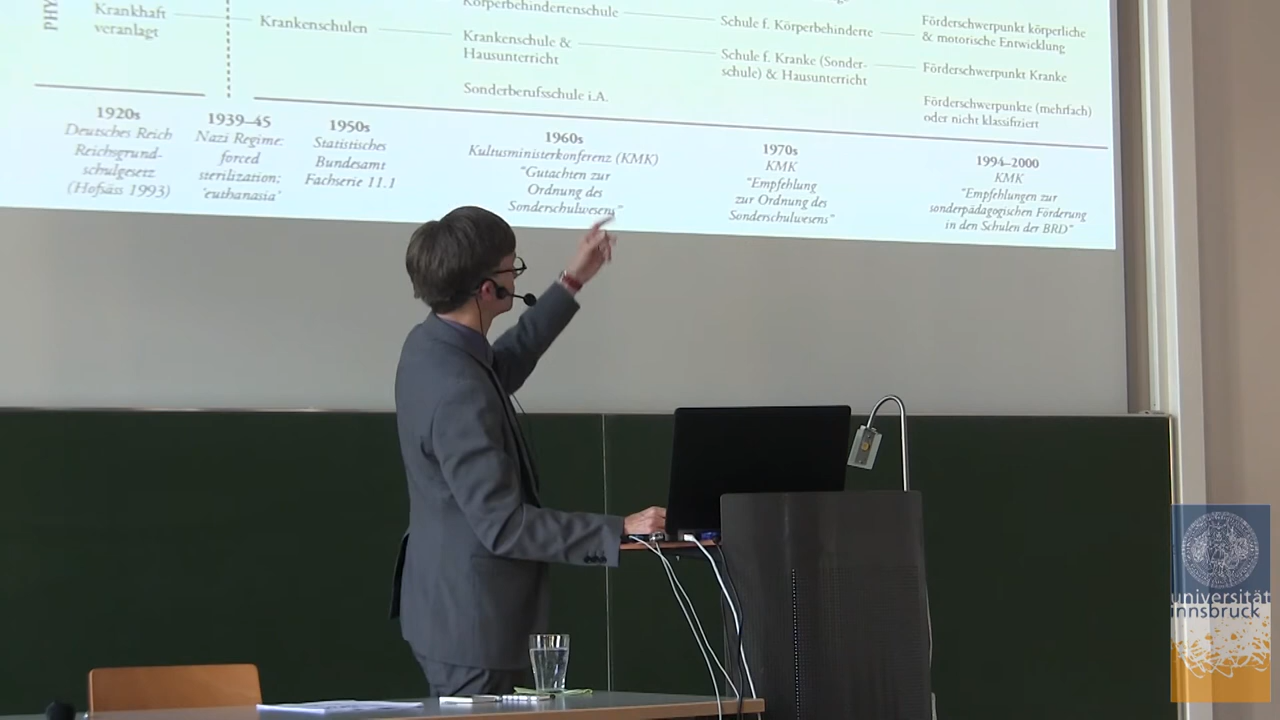 PHY
Krankhaft
veranlagt
Krankenschulen
Körperbehindertenschule
Krankenschule &
Hausunterricht
Sonderberufsschule i.A.
Schule f. Körperbehinderte
Schule f. Kranke (Sonder-
schule) & Hausunterricht
Förderschwerpunkt körperliche
& motorische Entwicklung
Förderschwerpunkt Kranke
Förderschwerpunkte (mehrfach)
oder nicht klassifiziert
1920s
Deutsches Reich
Reichsgrund-
schulgesetz
(Hofsäss 1993)
1939–45
Nazi Regime:
forced
sterilization;
'euthanasia'
1950s
Statistisches
Bundesamt
Fachserie 11.1
1960s
Kultusministerkonferenz (KMK)
"Gutachten zur
Ordnung des
Sonderschulwesens"
1970s
KMK
"Empfehlung
zur Ordnung des
Sonderschulwesens"
1994–2000
KMK
"Empfehlungen zur
sonderpädagogischen Förderung
in den Schulen der BRD"
universität
innsbruck